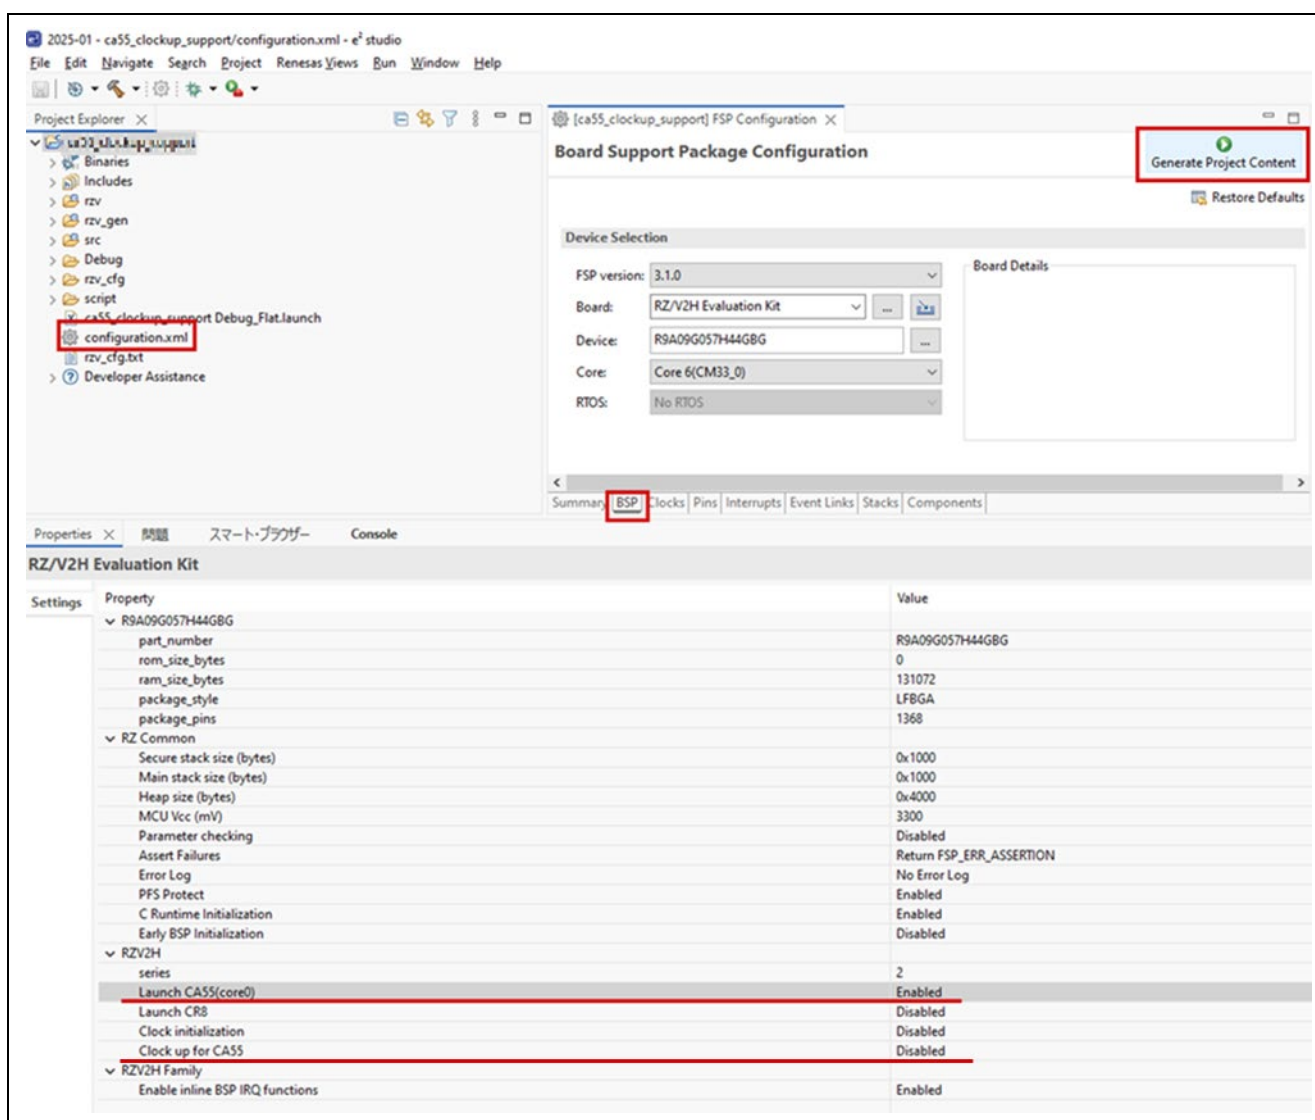 2025-01 - ca55_clockup_support/configuration.xml - e² studio
File Edit Navigate Search Project Renesas Views Run Window Help
Project Explorer
Binaries
Includes
rzv
rzv_gen
src
Debug
rzv_cfg
script
ca55_clockup_support Debug_Flat.launch
configuration.xml
rzv_cfg.txt
Developer Assistance
[ca55_clockup_support] FSP Configuration
Board Support Package Configuration
Generate Project Content
Restore Defaults
Device Selection
FSP version: 3.1.0
Board: RZ/V2H Evaluation Kit ...
Device: R9A09G057H44GBG ...
Core: Core 6(CM33_0)
RTOS: No RTOS
Board Details
Summary BSP Clocks Pins Interrupts Event Links Stacks Components
Properties 問題 スマート・ブラウザー Console
RZ/V2H Evaluation Kit
Settings
Property Value
R9A09G057H44GBG
part_number R9A09G057H44GBG
rom_size_bytes 0
ram_size_bytes 131072
package_style LFBGA
package_pins 1368
RZ Common
Secure stack size (bytes) 0x1000
Main stack size (bytes) 0x1000
Heap size (bytes) 0x4000
MCU Vcc (mV) 3300
Parameter checking Disabled
Assert Failures Return FSP_ERR_ASSERTION
Error Log No Error Log
PFS Protect Enabled
C Runtime Initialization Enabled
Early BSP Initialization Disabled
RZV2H
series 2
Launch CA55(core0) Enabled
Launch CR8 Disabled
Clock initialization Disabled
Clock up for CA55 Disabled
RZV2H Family
Enable inline BSP IRQ functions Enabled